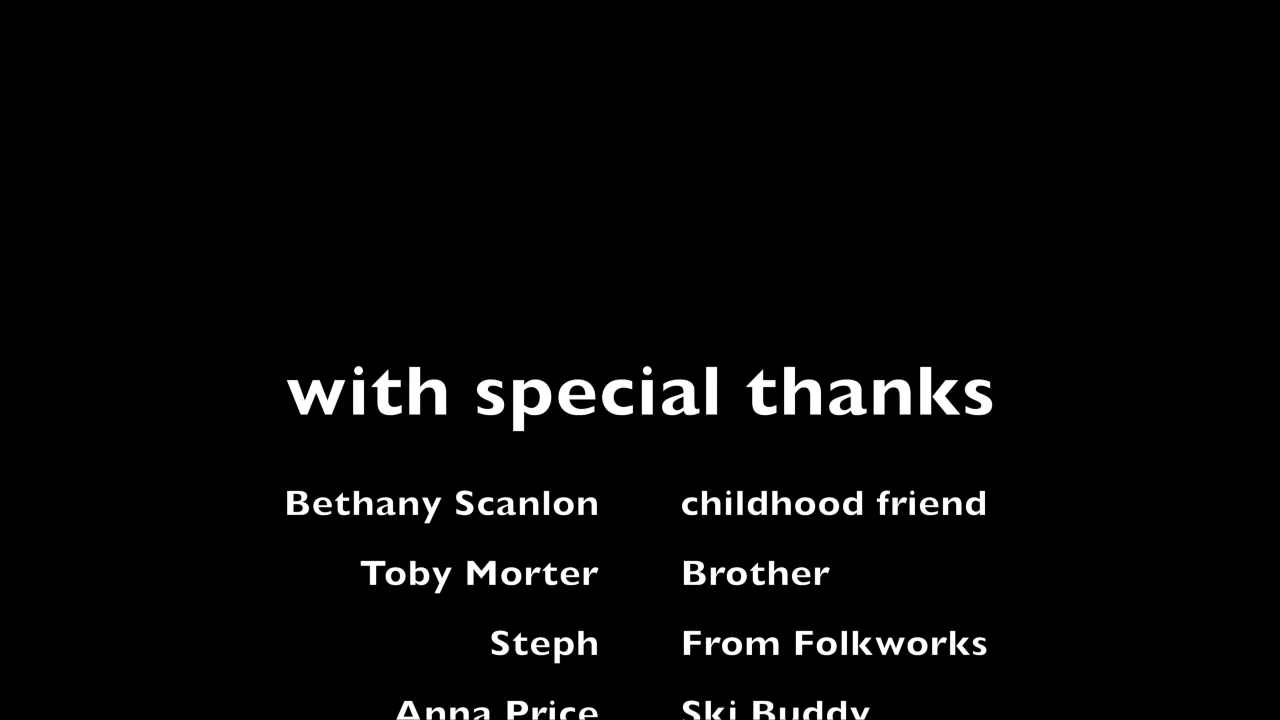 with special thanks
Bethany Scanlon childhood friend
Toby Morter Brother
Steph From Folkworks
Anna Price Ski Buddy